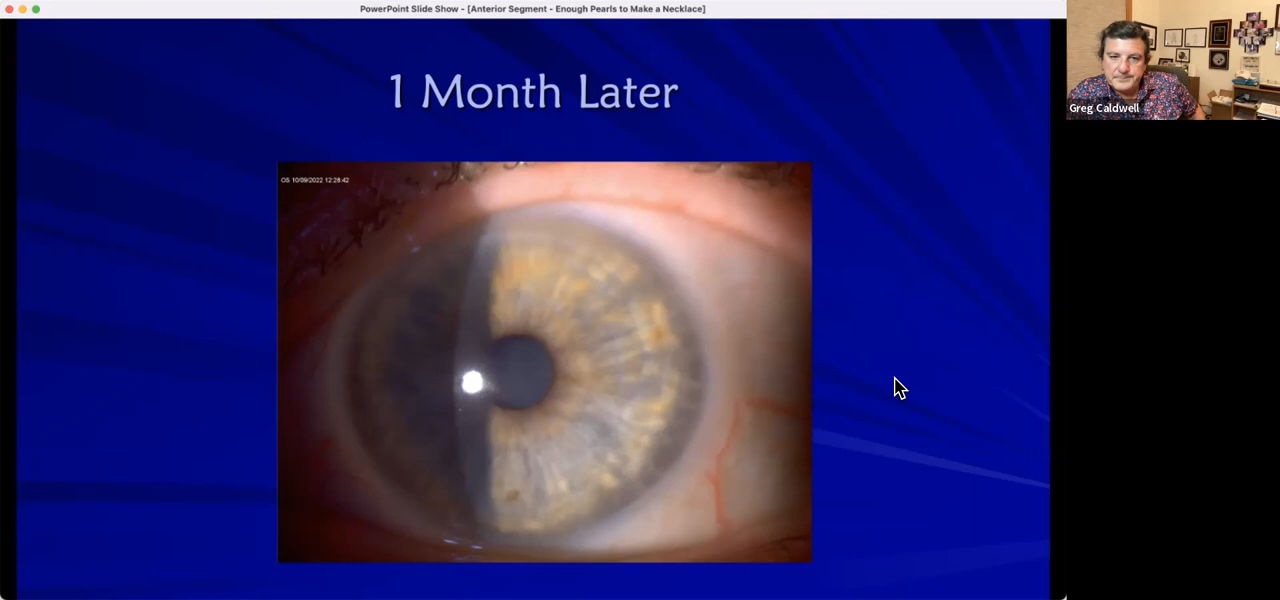 PowerPoint Slide Show - [Anterior Segment - Enough Pearls to Make a Necklace]
1 Month Later
OS 10/09/2022 12:28:42
Greg Caldwell